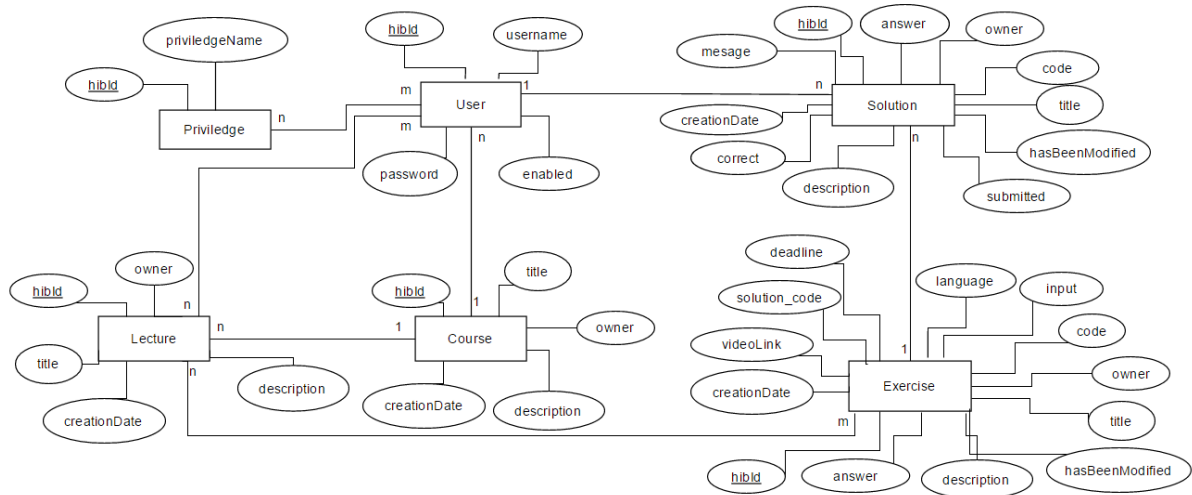 priviledgeName
hibId
Priviledge
n
m
m
hibId
username
User
1
n
password
enabled
n
hibId
answer
owner
mesage
code
Solution
title
creationDate
hasBeenModified
correct
n
description
submitted
owner
hibId
n
n
Lecture
title
n
description
creationDate
1
hibId
title
1
owner
Course
creationDate
description
deadline
language
input
solution_code
code
videoLink
1
owner
creationDate
Exercise
m
title
hibId
answer
description
hasBeenModified